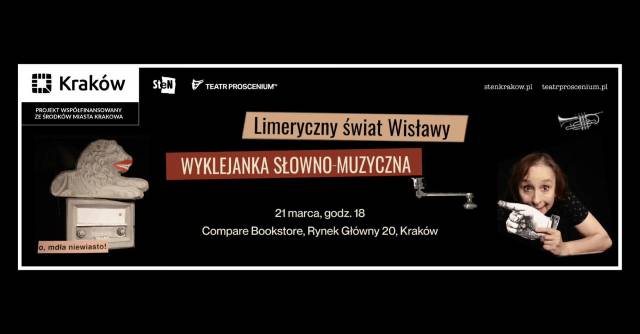 Kraków
PROJEKT WSPÓŁFINANSOWANY
ZE ŚRODKÓW MIASTA KRAKOWA
SteN
TEATR PROSCENIUM™
stenkrakow.pl teatrproscenium.pl
Limeryczny świat Wisławy
WYKLEJANKA SŁOWNO-MUZYCZNA
21 marca, godz. 18
Compare Bookstore, Rynek Główny 20, Kraków
o, mdła niewiasto!